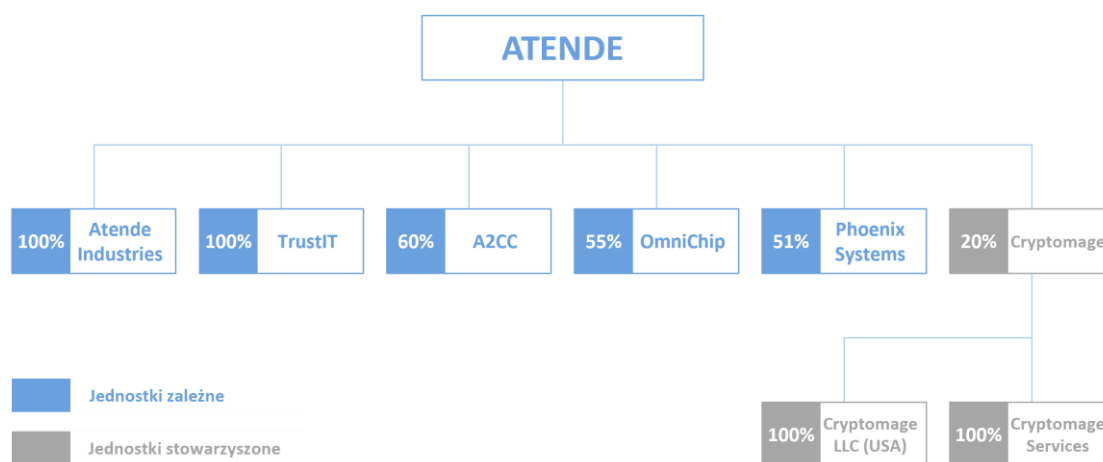 ATENDE
100%
Atende
Industries
100%
TrustIT
60%
A2CC
55%
OmniChip
51%
Phoenix
Systems
20%
Cryptomage
Jednostki zależne
Jednostki stowarzyszone
100%
Cryptomage
LLC (USA)
100%
Cryptomage
Services